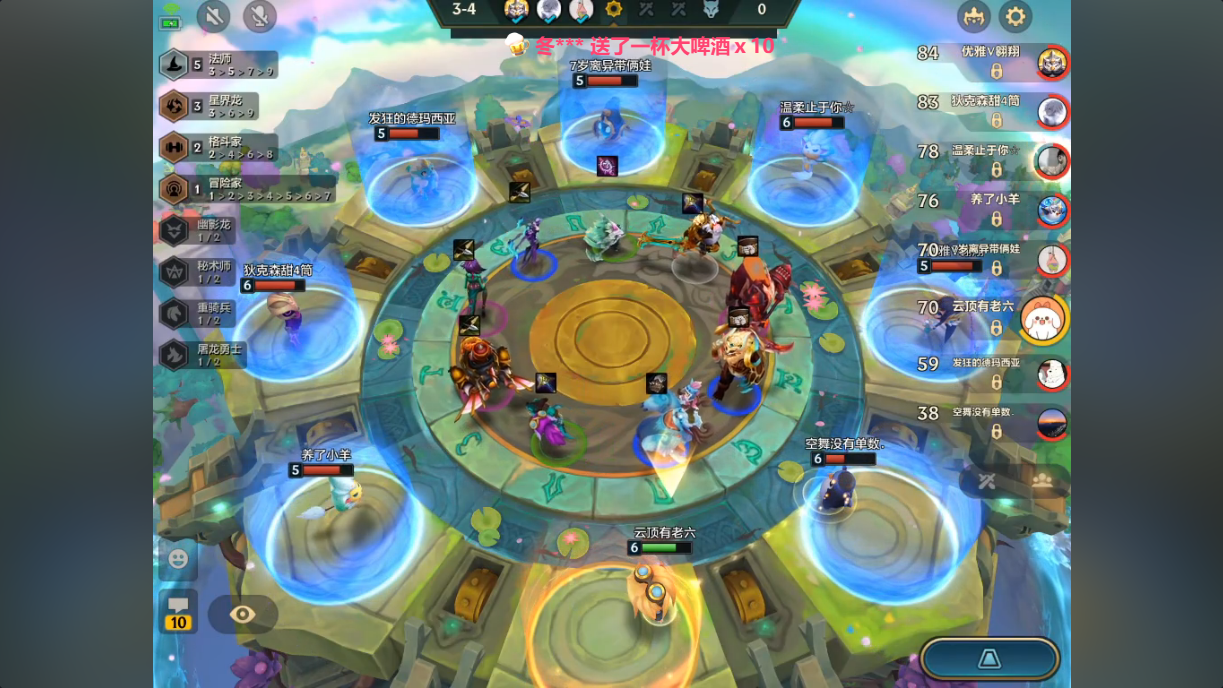 3-4
0
冬*** 送了一杯大啤酒 x 10
5 法师
3 > 5 > 7 > 9
3 星界龙
3 > 6 > 9
2 格斗家
2 > 4 > 6 > 8
1 冒险家
1 > 2 > 3 > 4 > 5 > 6 > 7
幽影龙
1 / 2
秘术师
1 / 2
重骑兵
1 / 2
屠龙勇士
1 / 2
10
7岁离异带俩娃
5
发狂的德玛西亚
5
温柔止于你☆
6
狄克森甜4筒
6
5
养了小羊
5
空舞没有单数.
6
云顶有老六
6
84 优雅V翱翔
83 狄克森甜4筒
78 温柔止于你☆
76 养了小羊
70 7岁离异带俩娃
70 云顶有老六
59 发狂的德玛西亚
38 空舞没有单数.